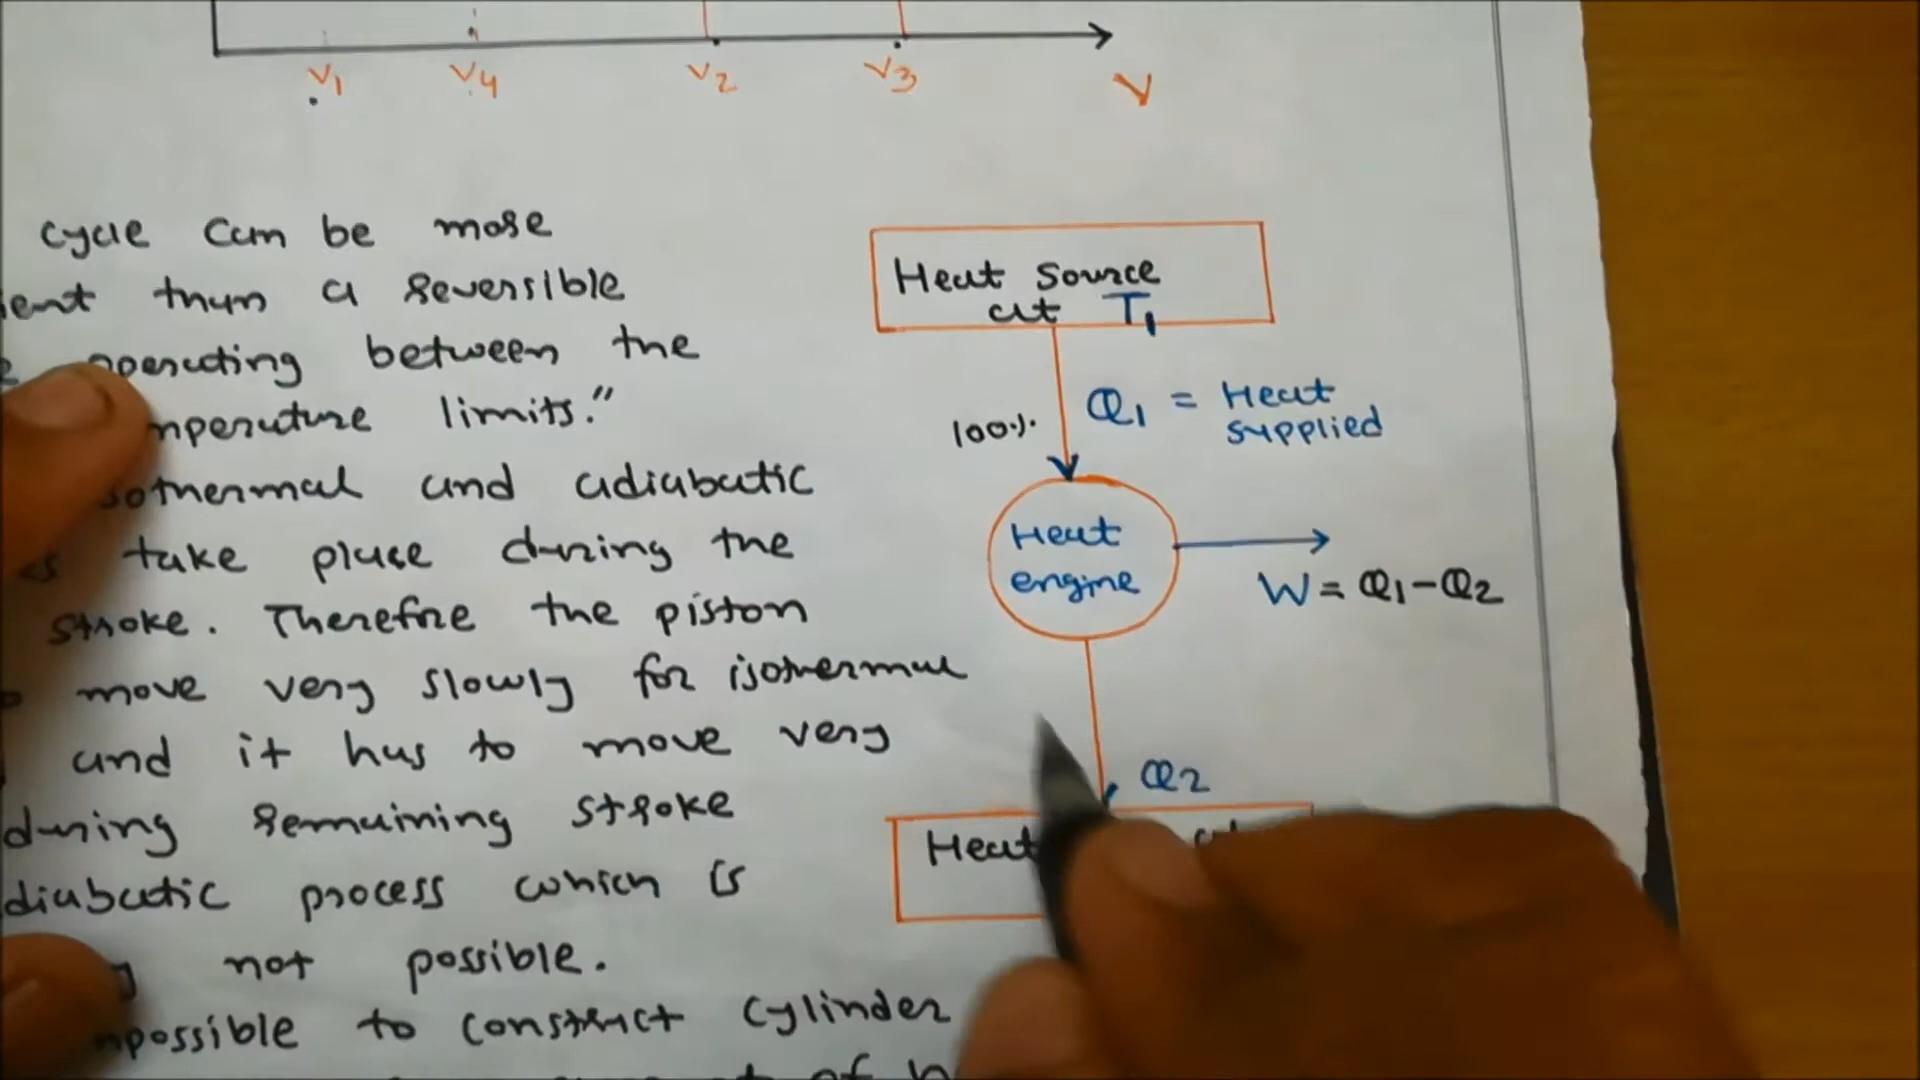 V1 V4 V2 V3 V
cycle can be more
than a reversible
operating between the
limits."
and adiabatic
take place during the
stroke. Therefore the piston
move very slowly for isothermal
and it has to move very
during remaining stroke
process which is
not possible.
to construct cylinder
of
Heat source
at T1
100%
Q1 = Heat
supplied
Heat
engine
W = Q1-Q2
Q2
Heat